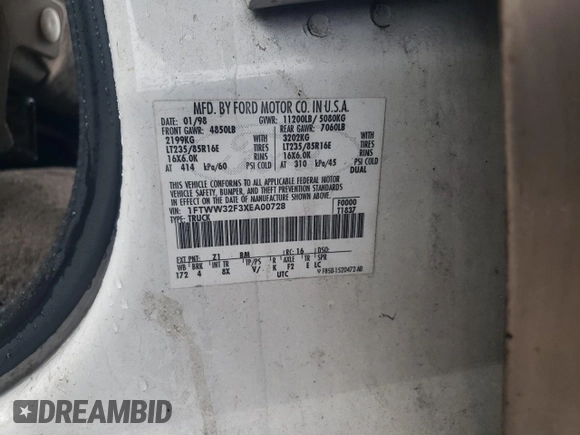 MFD. BY FORD MOTOR CO. IN U.S.A.
DATE: 01/98 GVWR: 11200LB/ 5080KG
FRONT GAWR: 4850LB REAR GAWR: 7060LB
2199KG WITH 3202KG WITH
LT235/85R16E TIRES LT235/85R16E TIRES
16X6.0K RIMS 16X6.0K RIMS
AT 414 kPa/60 PSI COLD AT 310 kPa/45 PSI COLD
DUAL
THIS VEHICLE CONFORMS TO ALL APPLICABLE FEDERAL MOTOR
VEHICLE SAFETY, BUMPER, AND THEFT PREVENTION STANDARDS
IN EFFECT ON THE DATE OF MANUFACTURE SHOWN ABOVE.
VIN: 1FTWW32F3XEA00728 F0000
TYPE: TRUCK T1837
EXT.PNT: Z1 BM RC: 16 DSO:
WB BRK INT TR TP/PS R AXLE TR SPR
172 4 8X V/ K F2 E LC
UTC F85B-1520472 AB
DREAMBID